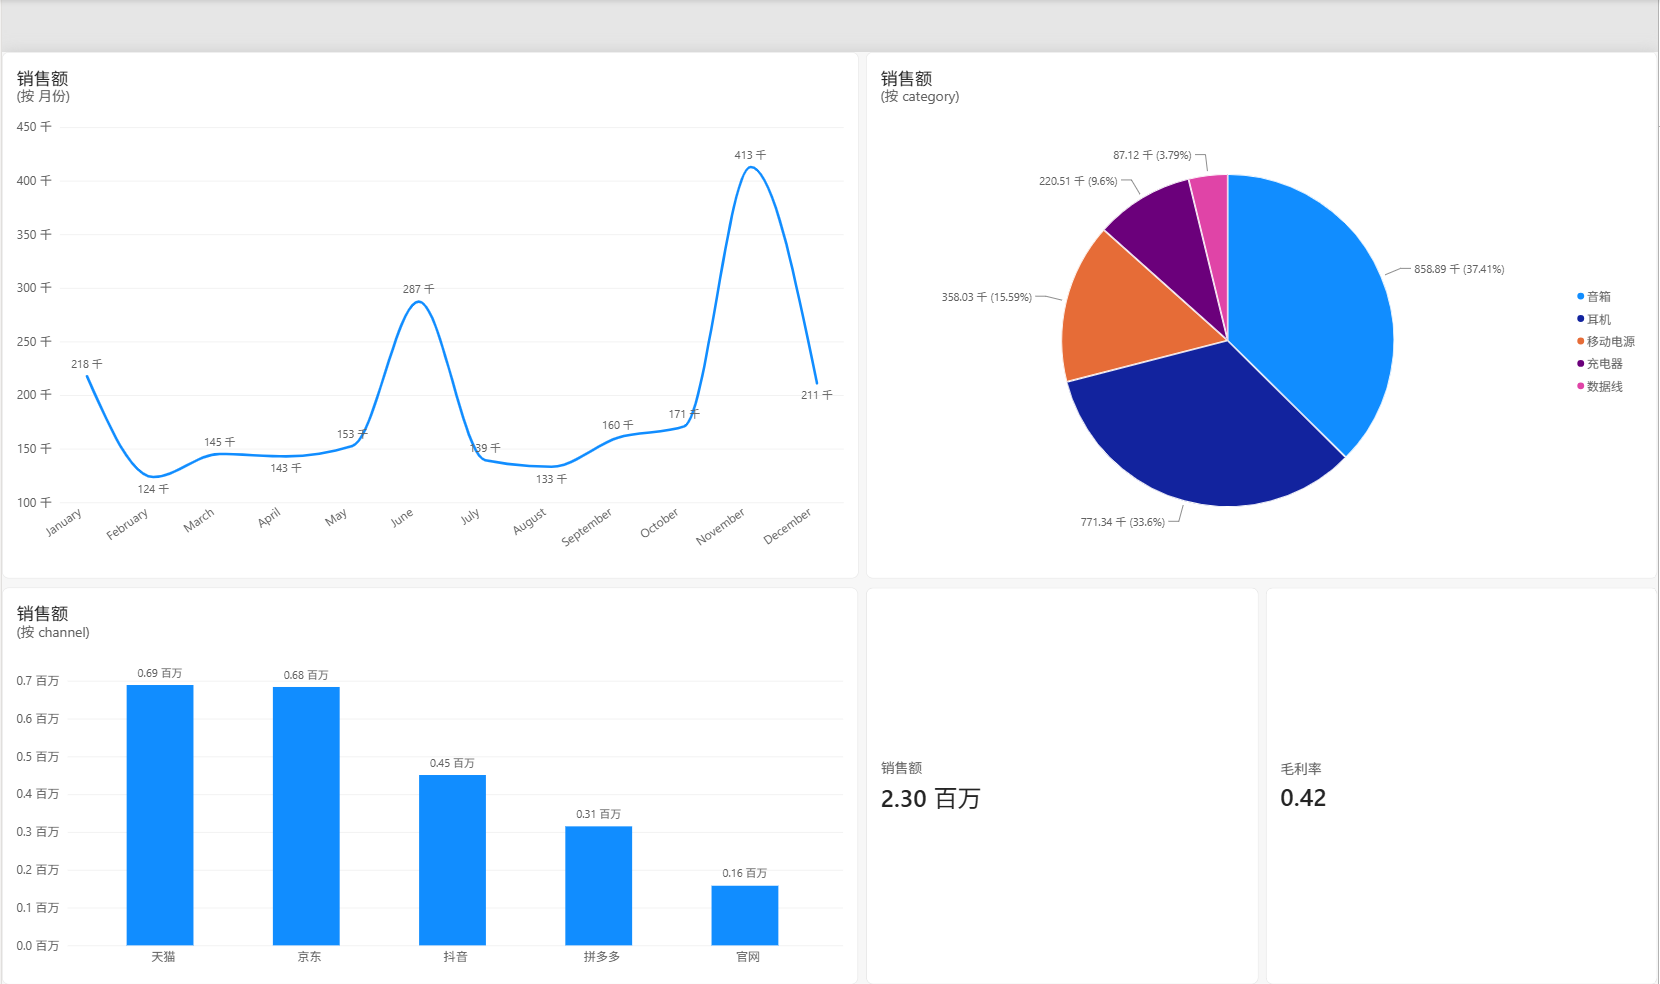 销售额
(按 月份)
450 千
400 千
350 千
300 千
250 千
200 千
150 千
100 千
218 千
124 千
145 千
143 千
153 千
287 千
139 千
133 千
160 千
171 千
413 千
211 千
January
February
March
April
May
June
July
August
September
October
November
December
销售额
(按 category)
87.12 千 (3.79%)
220.51 千 (9.6%)
358.03 千 (15.59%)
858.89 千 (37.41%)
771.34 千 (33.6%)
音箱
耳机
移动电源
充电器
数据线
销售额
(按 channel)
0.7 百万
0.6 百万
0.5 百万
0.4 百万
0.3 百万
0.2 百万
0.1 百万
0.0 百万
0.69 百万
0.68 百万
0.45 百万
0.31 百万
0.16 百万
天猫
京东
抖音
拼多多
官网
销售额
2.30 百万
毛利率
0.42